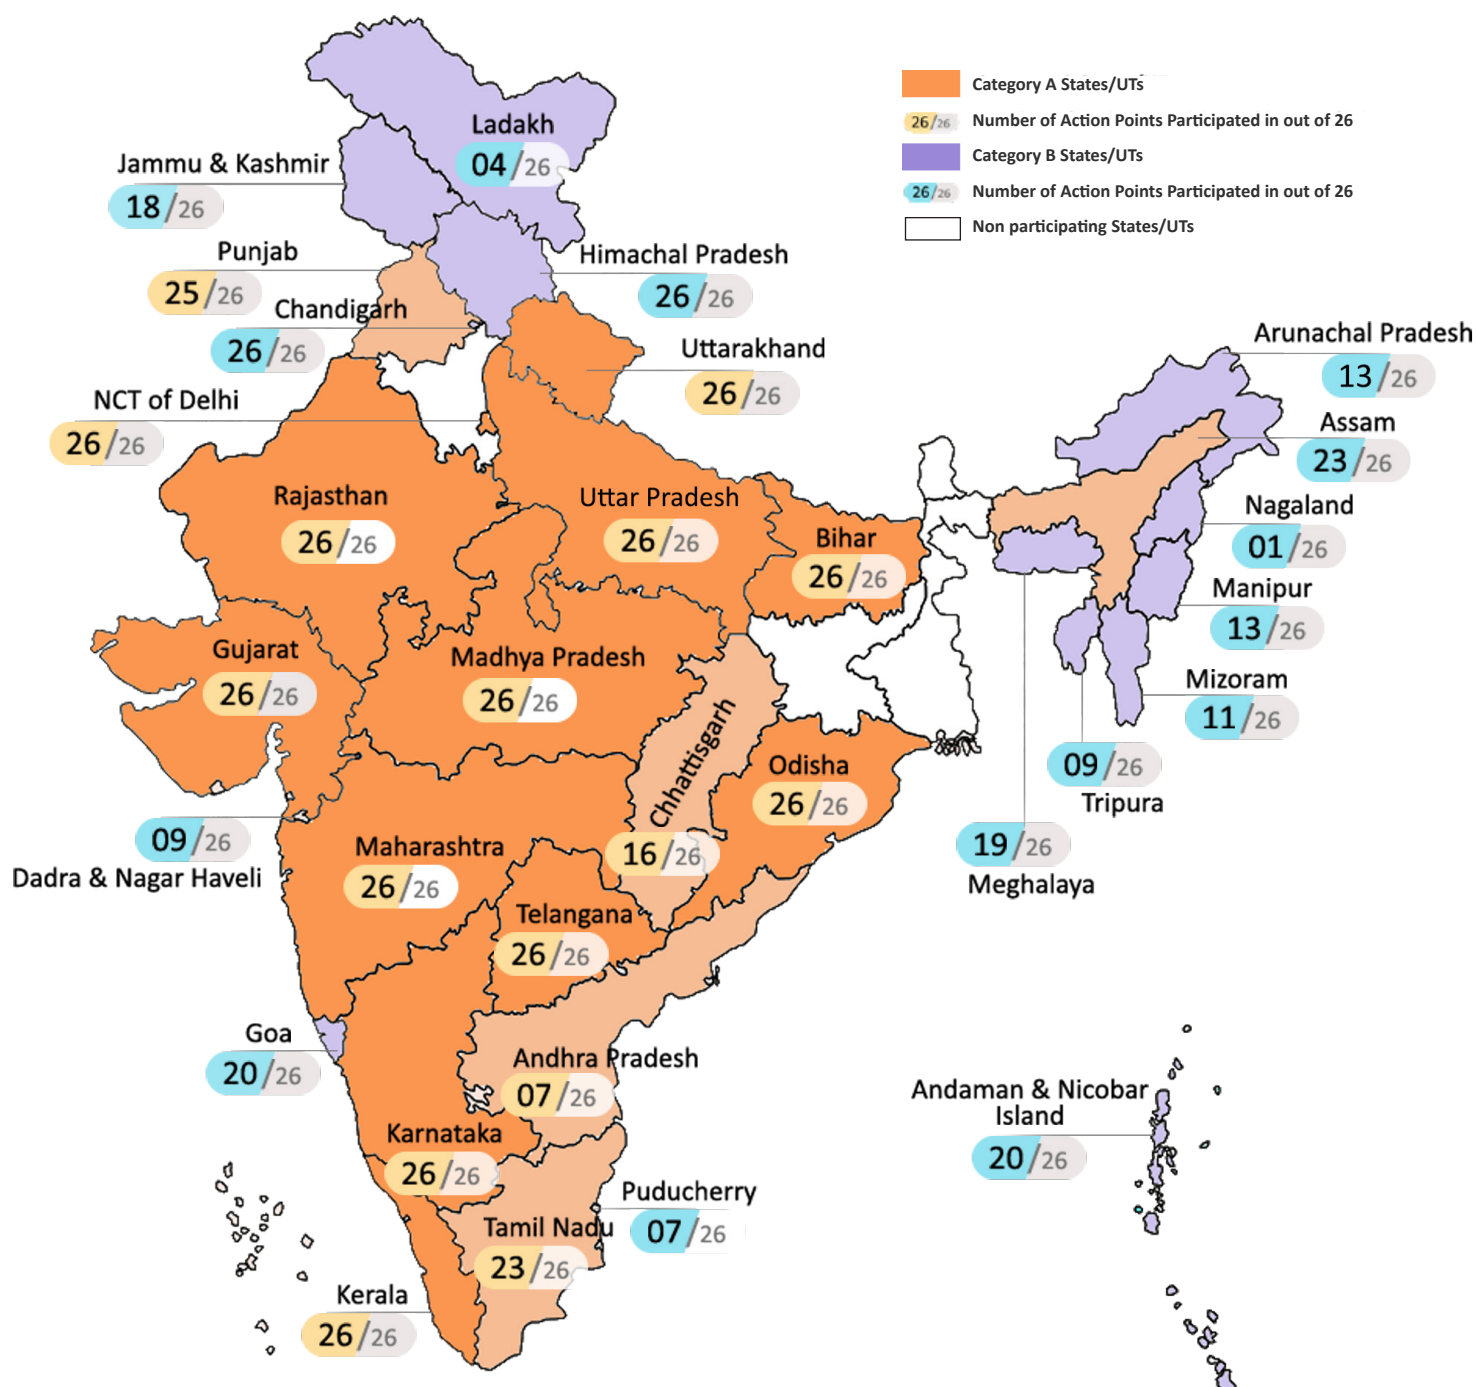 Category A States/UTs
26/26 Number of Action Points Participated in out of 26
Category B States/UTs
26/26 Number of Action Points Participated in out of 26
Non participating States/UTs
Ladakh
04/26
Jammu & Kashmir
18/26
Punjab
25/26
Himachal Pradesh
26/26
Chandigarh
26/26
Uttarakhand
26/26
NCT of Delhi
26/26
Arunachal Pradesh
13/26
Assam
23/26
Rajasthan
26/26
Uttar Pradesh
26/26
Bihar
26/26
Nagaland
01/26
Manipur
13/26
Gujarat
26/26
Madhya Pradesh
26/26
Mizoram
11/26
Chhattisgarh
16/26
Odisha
26/26
09/26
Tripura
09/26
Dadra & Nagar Haveli
19/26
Meghalaya
Maharashtra
26/26
Telangana
26/26
Goa
20/26
Andhra Pradesh
07/26
Andaman & Nicobar
Island
20/26
Karnataka
26/26
Puducherry
07/26
Tamil Nadu
23/26
Kerala
26/26